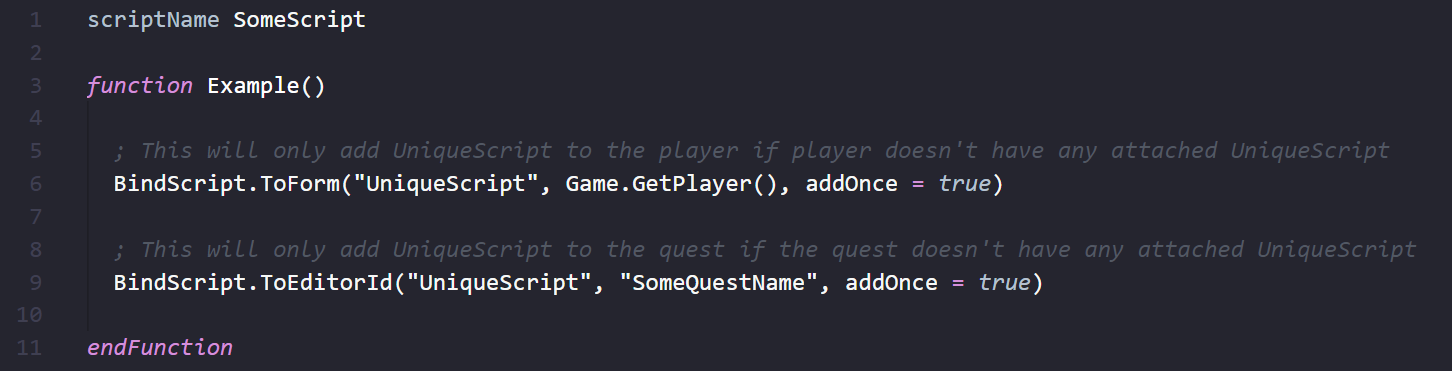 1 scriptName SomeScript
2
3 function Example()
4
5 ; This will only add UniqueScript to the player if player doesn't have any attached UniqueScript
6 BindScript.ToForm("UniqueScript", Game.GetPlayer(), addOnce = true)
7
8 ; This will only add UniqueScript to the quest if the quest doesn't have any attached UniqueScript
9 BindScript.ToEditorId("UniqueScript", "SomeQuestName", addOnce = true)
10
11 endFunction